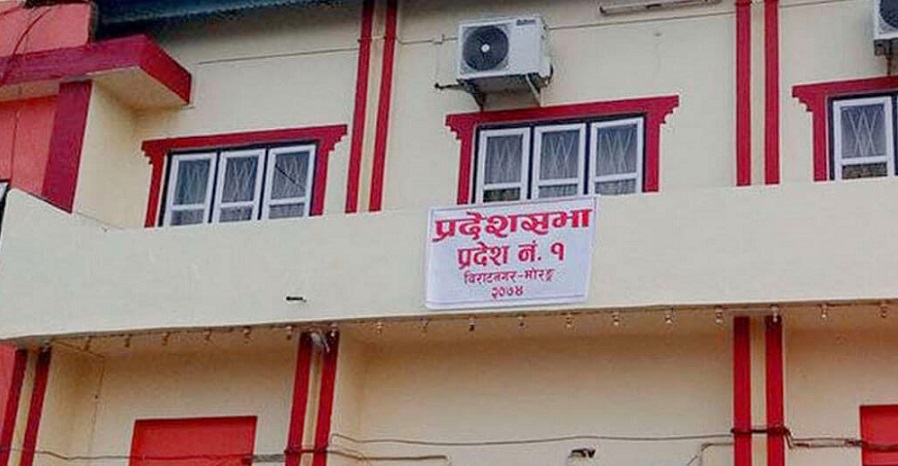 प्रदेशसभा
प्रदेश नं. १
विराटनगर-मोरङ्ग
२०७४